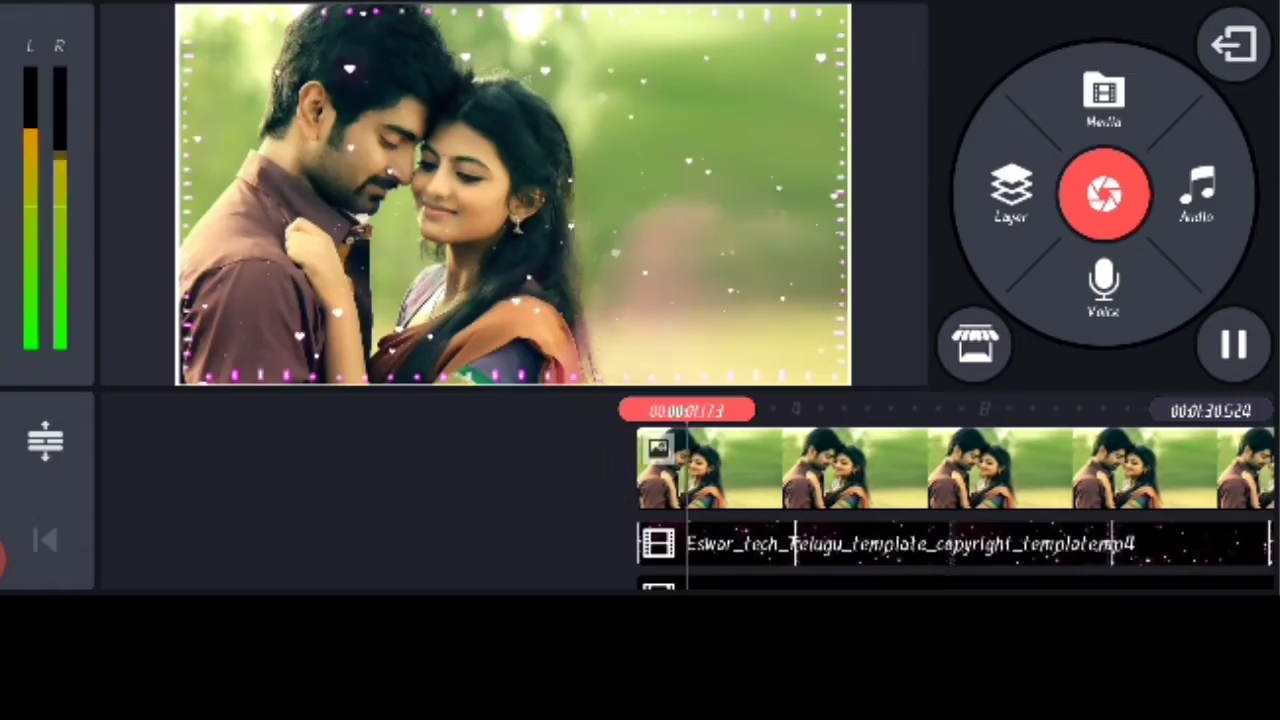 L R
Media
Layer
Audio
Voice
00:00:01.173
00:01:30.524
Eswar_tech_Telugu_template_copyright_template.mp4